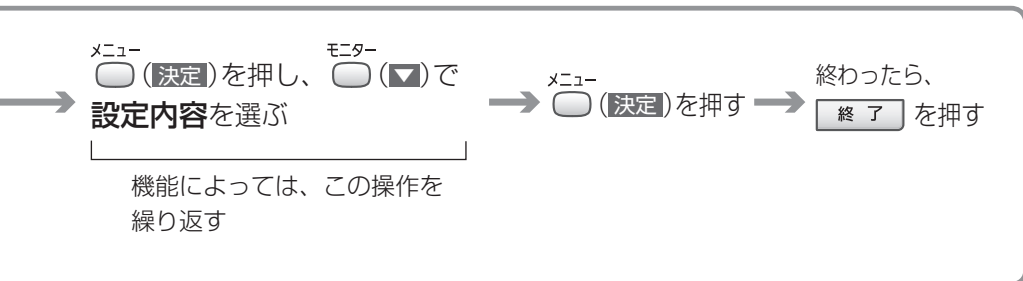 メニュー
(決定)を押し、
モニター
(▼)で
設定内容を選ぶ
機能によっては、この操作を
繰り返す
メニュー
(決定)を押す
終わったら、
終 了 を押す